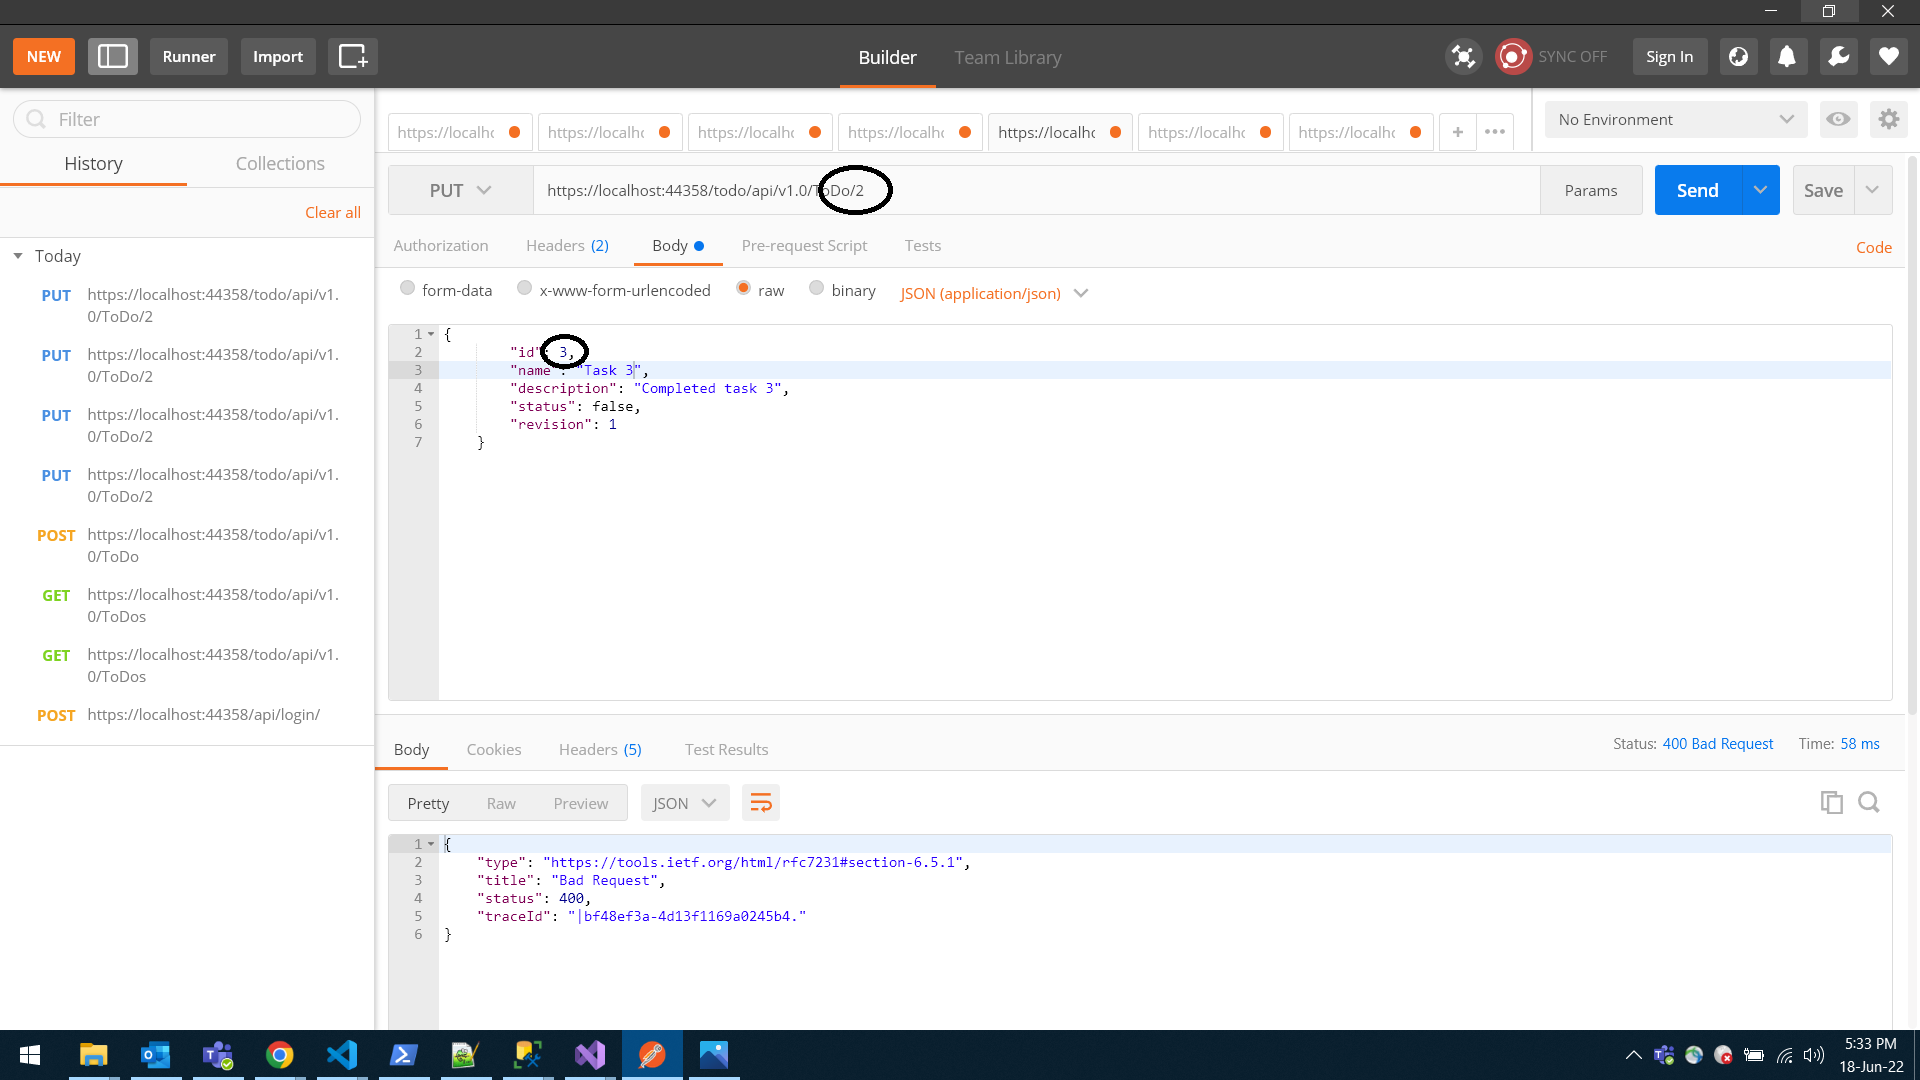 NEW
Runner
Import
Builder
Team Library
SYNC OFF
Sign In
Filter
History
Collections
Clear all
Today
PUT https://localhost:44358/todo/api/v1.
0/ToDo/2
PUT https://localhost:44358/todo/api/v1.
0/ToDo/2
PUT https://localhost:44358/todo/api/v1.
0/ToDo/2
PUT https://localhost:44358/todo/api/v1.
0/ToDo/2
POST https://localhost:44358/todo/api/v1.
0/ToDo
GET https://localhost:44358/todo/api/v1.
0/ToDos
GET https://localhost:44358/todo/api/v1.
0/ToDos
POST https://localhost:44358/api/login/
https://localhc
https://localhc
https://localhc
https://localhc
https://localhc
https://localhc
https://localhc
+
•••
No Environment
PUT
https://localhost:44358/todo/api/v1.0/ToDo/2
Params
Send
Save
Authorization
Headers (2)
Body
Pre-request Script
Tests
Code
form-data
x-www-form-urlencoded
raw
binary
JSON (application/json)
1 {
2 "id": 3,
3 "name": "Task 3",
4 "description": "Completed task 3",
5 "status": false,
6 "revision": 1
7 }
Body
Cookies
Headers (5)
Test Results
Status: 400 Bad Request
Time: 58 ms
Pretty
Raw
Preview
JSON
1 {
2 "type": "https://tools.ietf.org/html/rfc7231#section-6.5.1",
3 "title": "Bad Request",
4 "status": 400,
5 "traceId": "|bf48ef3a-4d13f1169a0245b4."
6 }
5:33 PM
18-Jun-22